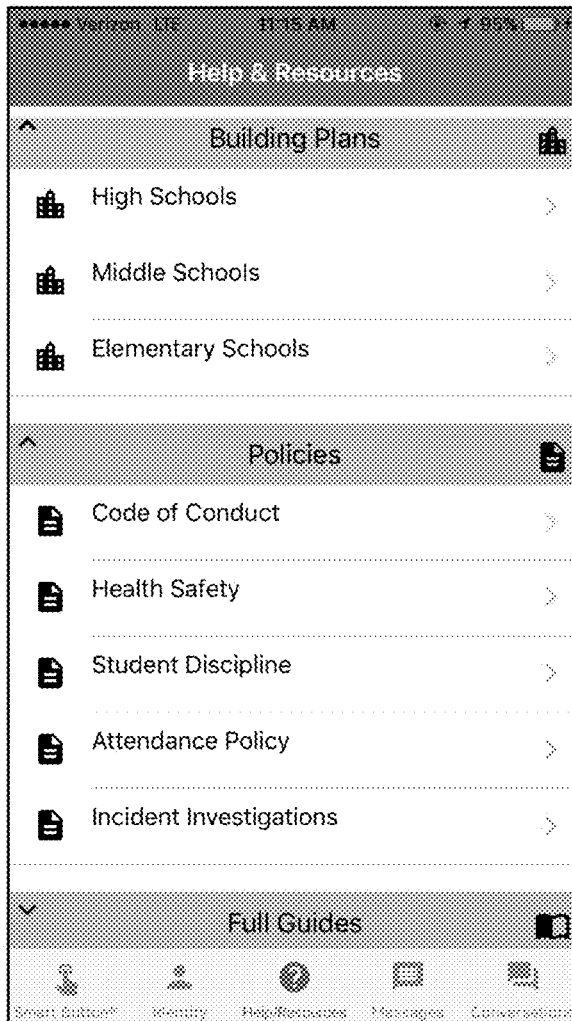 ●●●●● Verizon LTE 11:15 AM 95%
Help & Resources
Building Plans
High Schools
Middle Schools
Elementary Schools
Policies
Code of Conduct
Health Safety
Student Discipline
Attendance Policy
Incident Investigations
Full Guides
Smart Button® Identity Help/Resources Messages Conversations